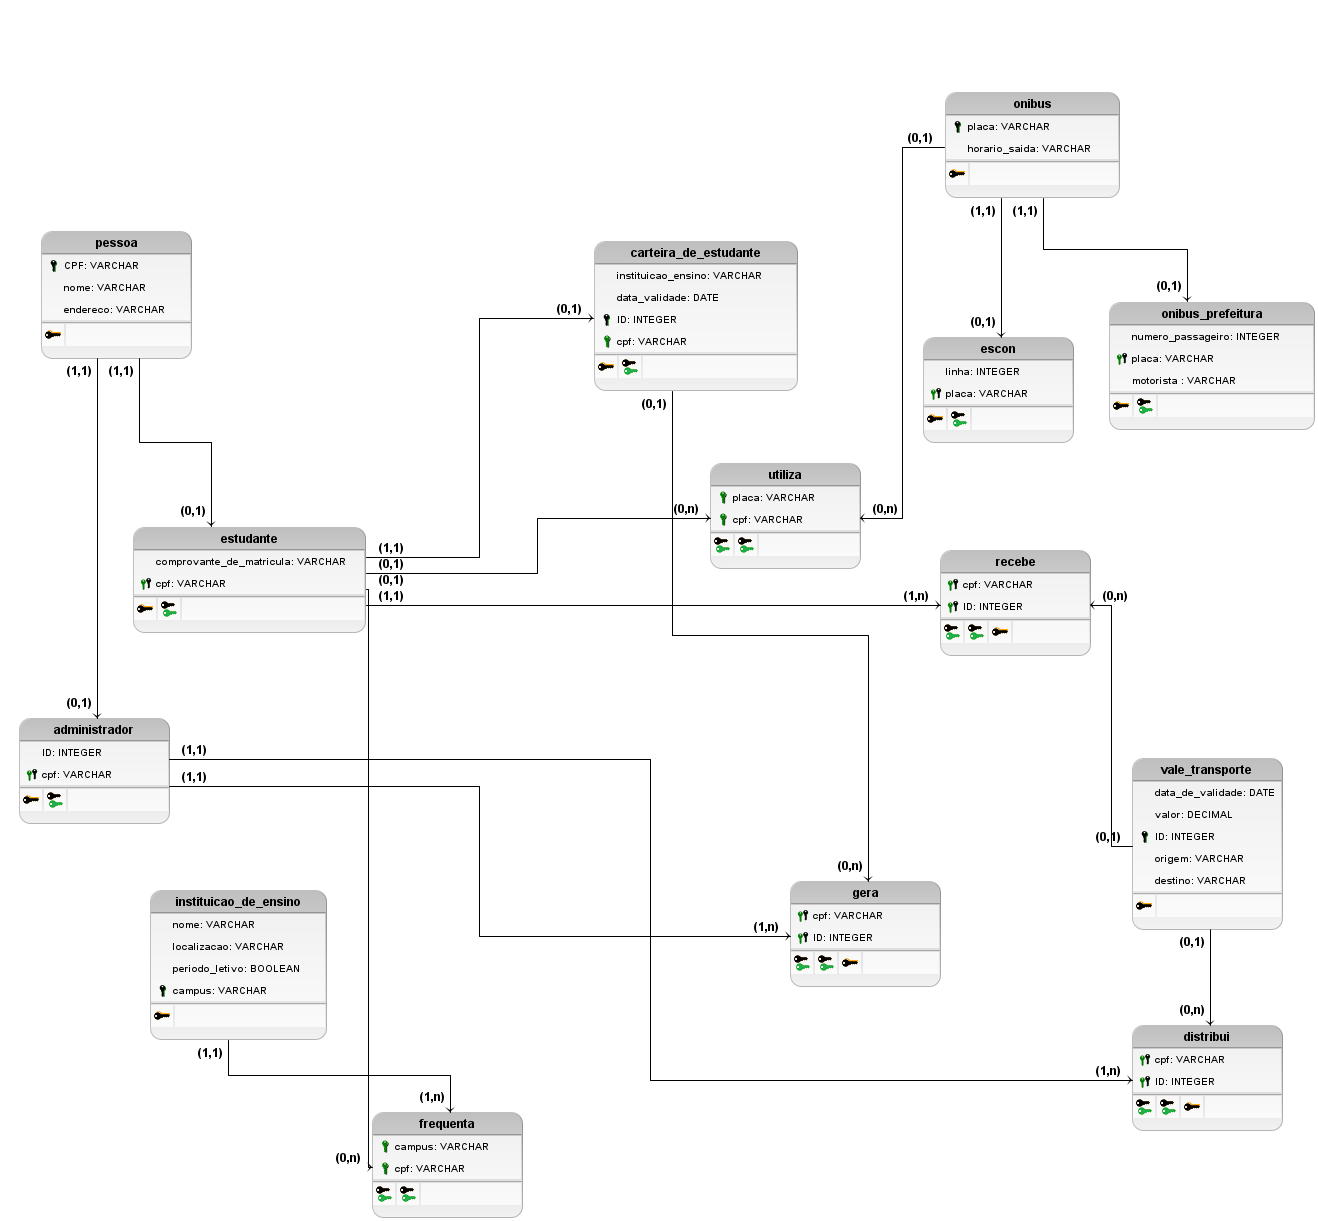 onibus
placa: VARCHAR
horario_saida: VARCHAR
(0,1)
(1,1)
(1,1)
pessoa
CPF: VARCHAR
nome: VARCHAR
endereco: VARCHAR
(1,1)
(1,1)
carteira_de_estudante
instituicao_ensino: VARCHAR
data_validade: DATE
ID: INTEGER
cpf: VARCHAR
(0,1)
(0,1)
(0,1)
onibus_prefeitura
numero_passageiro: INTEGER
placa: VARCHAR
motorista : VARCHAR
(0,1)
escon
linha: INTEGER
placa: VARCHAR
utiliza
placa: VARCHAR
cpf: VARCHAR
(0,n)
(0,n)
(0,1)
estudante
comprovante_de_matricula: VARCHAR
cpf: VARCHAR
(1,1)
(0,1)
(0,1)
(1,1)
recebe
cpf: VARCHAR
ID: INTEGER
(1,n)
(0,n)
(0,1)
administrador
ID: INTEGER
cpf: VARCHAR
(1,1)
(1,1)
vale_transporte
data_de_validade: DATE
valor: DECIMAL
ID: INTEGER
origem: VARCHAR
destino: VARCHAR
(0,1)
(0,1)
(0,n)
gera
cpf: VARCHAR
ID: INTEGER
(1,n)
instituicao_de_ensino
nome: VARCHAR
localizacao: VARCHAR
periodo_letivo: BOOLEAN
campus: VARCHAR
(1,1)
(0,n)
distribui
cpf: VARCHAR
ID: INTEGER
(1,n)
(1,n)
frequenta
campus: VARCHAR
cpf: VARCHAR
(0,n)